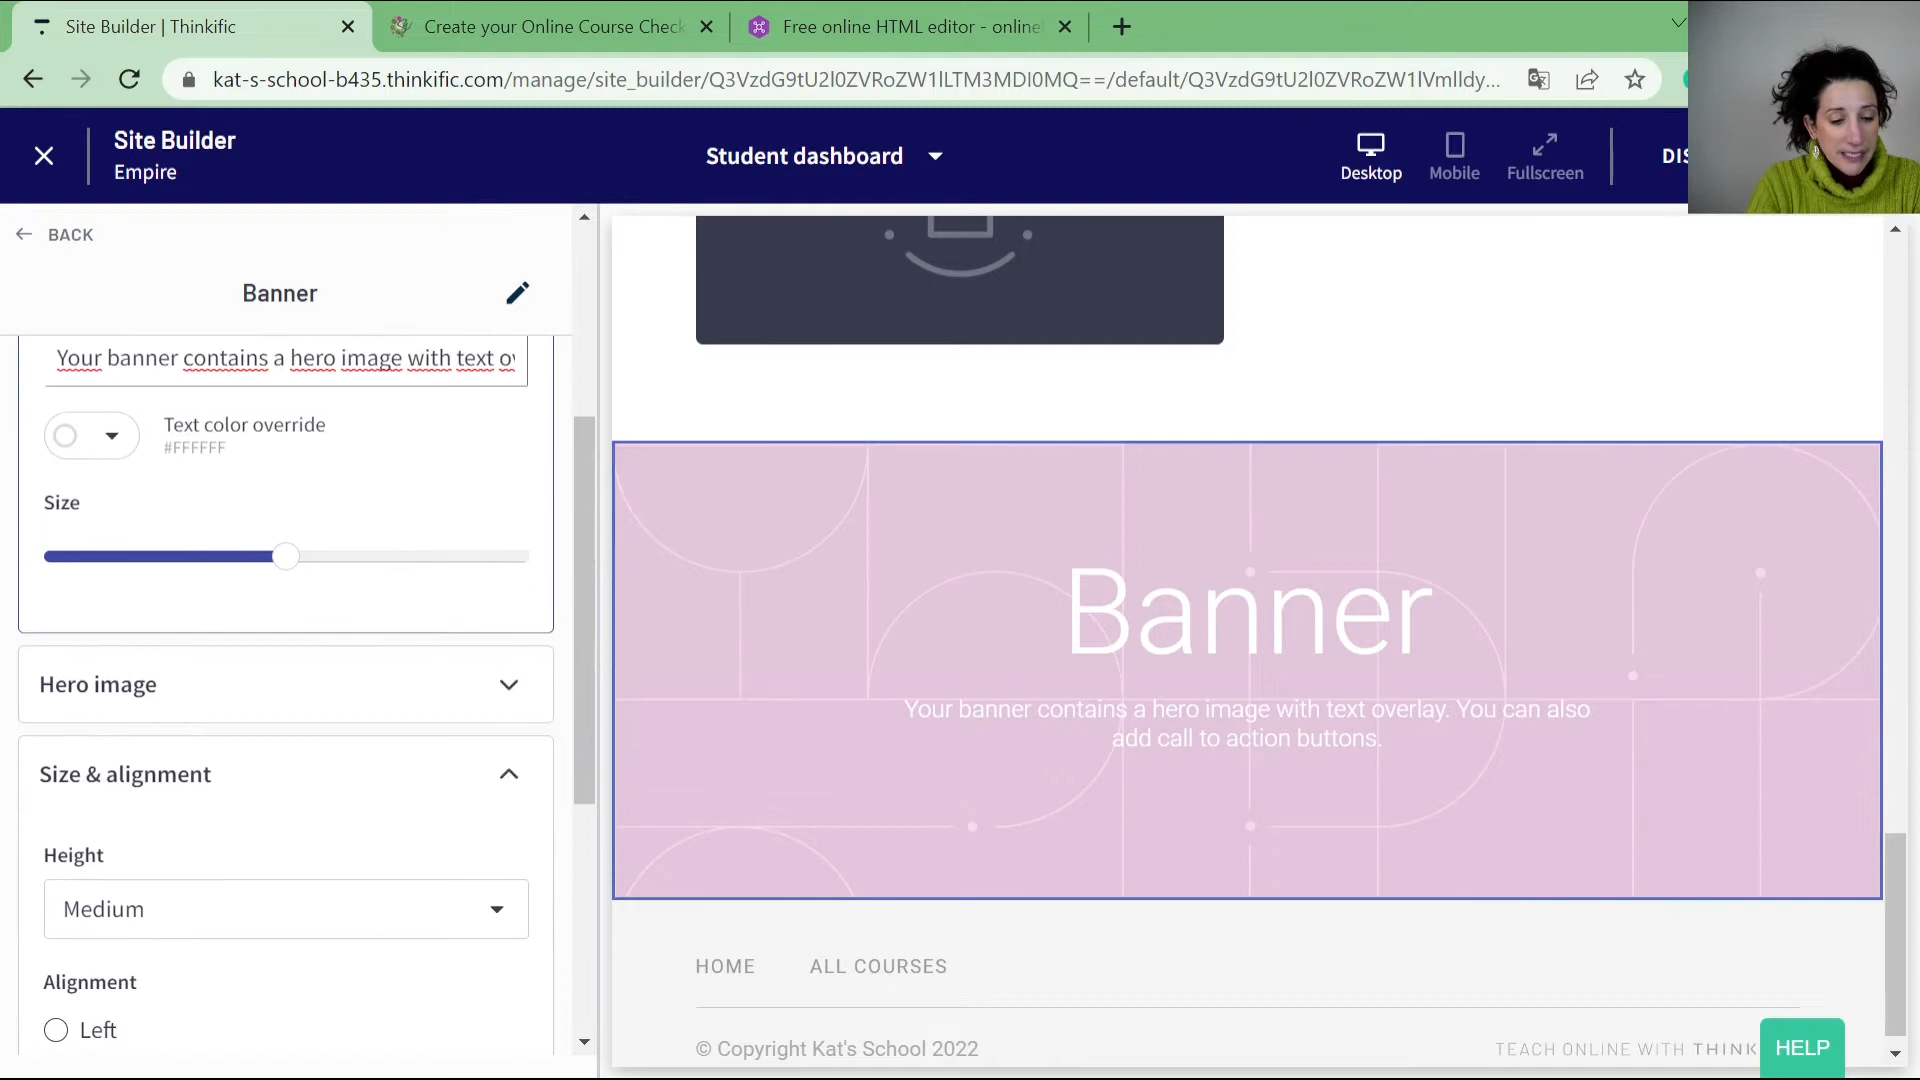 Site Builder | Thinkific
Create your Online Course Check
Free online HTML editor - online
kat-s-school-b435.thinkific.com/manage/site_builder/Q3VzdG9tU2l0ZVRoZW1lLTM3MDI0MQ==/default/Q3VzdG9tU2l0ZVRoZW1lVmlldy...
Site Builder
Empire
Student dashboard
Desktop
Mobile
Fullscreen
DIS
BACK
Banner
Your banner contains a hero image with text ov
Text color override
#FFFFFF
Size
Hero image
Size & alignment
Height
Medium
Alignment
Left
Banner
Your banner contains a hero image with text overlay. You can also
add call to action buttons.
HOME
ALL COURSES
© Copyright Kat's School 2022
TEACH ONLINE WITH THINK
HELP